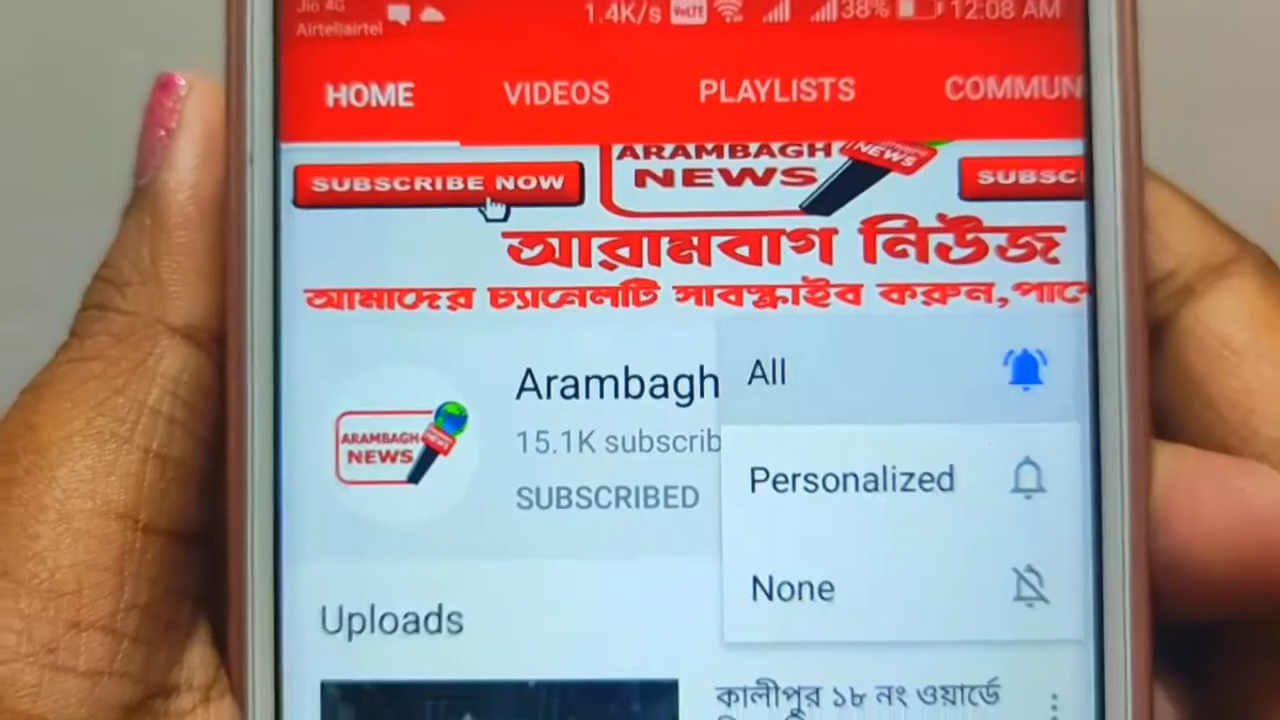 Jio 4G
Airtel|airtel
1.4K/s VoLTE 38% 12:08 AM
HOME VIDEOS PLAYLISTS COMMUN
SUBSCRIBE NOW
ARAMBAGH
NEWS
NEWS
SUBSC
আরামবাগ নিউজ
আমাদের চ্যানেলটি সাবস্ক্রাইব করুন,পাশে
ARAMBAGH
NEWS
NEWS
Arambagh
15.1K subscrib
SUBSCRIBED
All
Personalized
None
Uploads
কালীপুর ১৮ নং ওয়ার্ডে